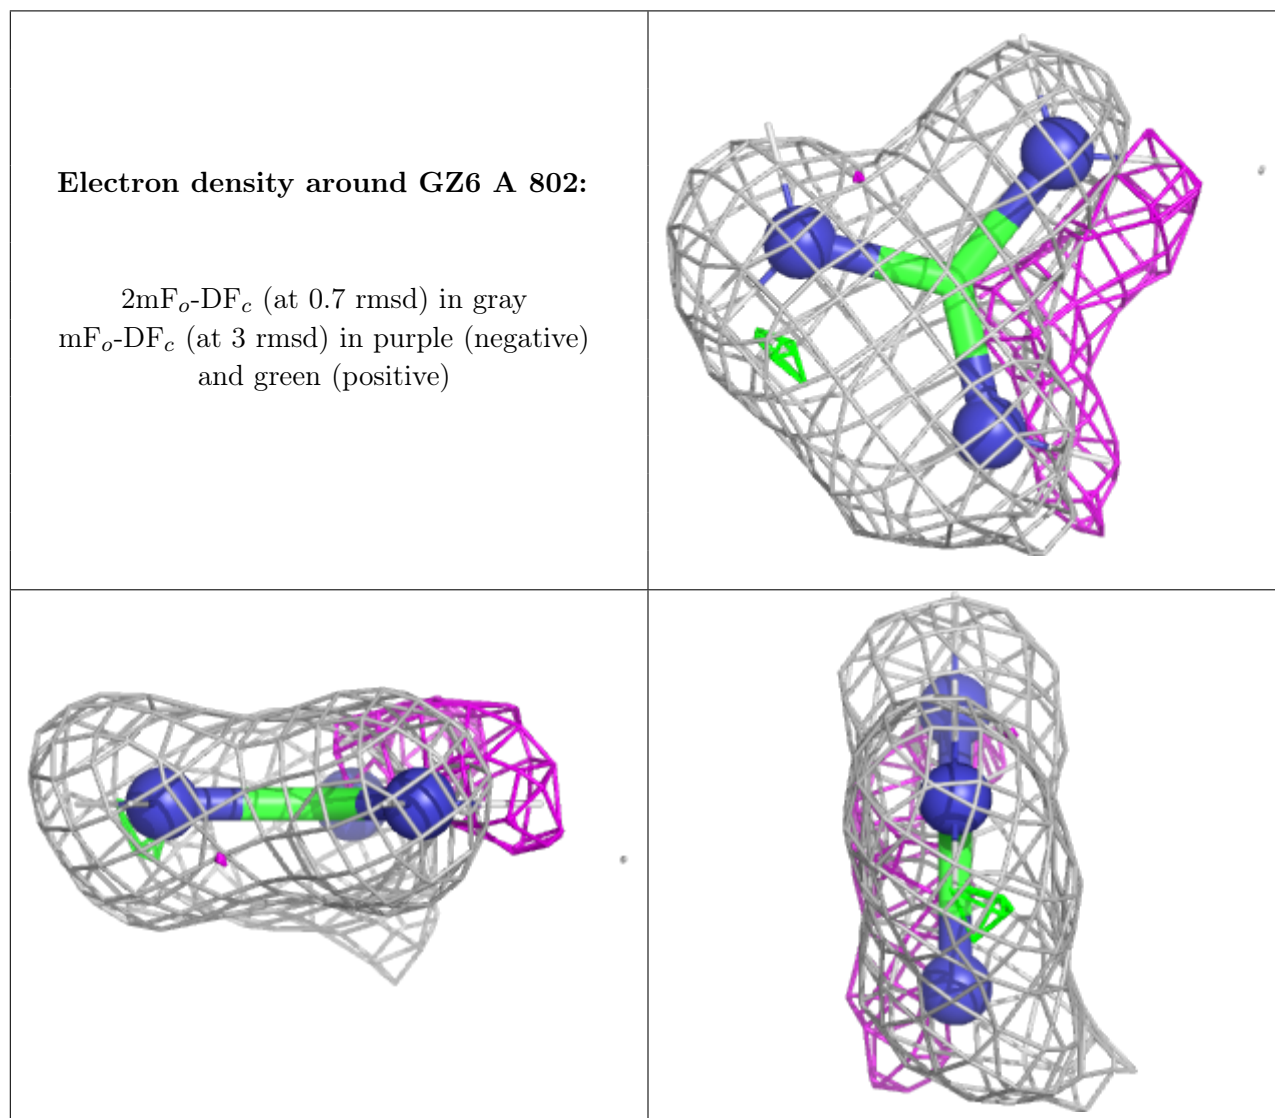 Electron density around GZ6 A 802:
2mFo-DFc (at 0.7 rmsd) in gray
mFo-DFc (at 3 rmsd) in purple (negative)
and green (positive)